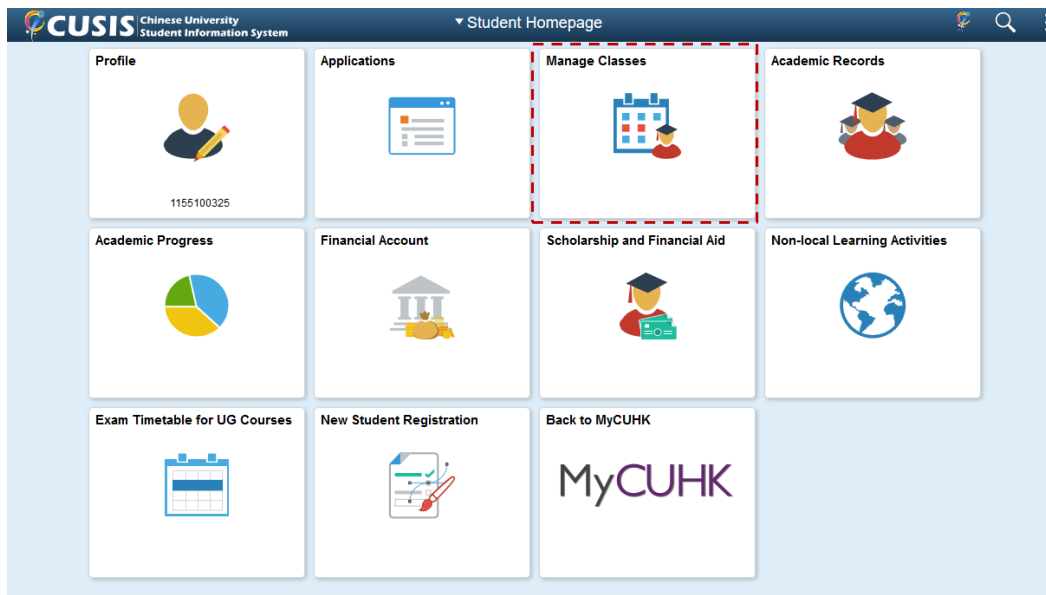 CUSIS Chinese University
Student Information System
Student Homepage
Profile
Applications
Manage Classes
Academic Records
1155100325
Academic Progress
Financial Account
Scholarship and Financial Aid
Non-local Learning Activities
Exam Timetable for UG Courses
New Student Registration
Back to MyCUHK
MyCUHK